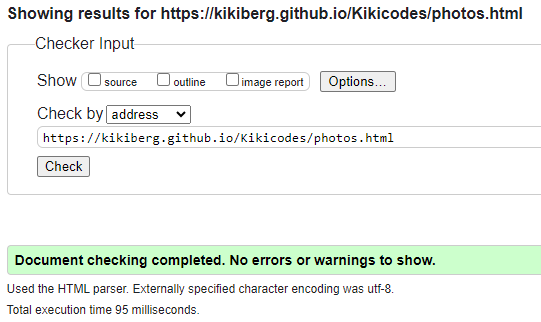 Showing results for https://kikiberg.github.io/Kikicodes/photos.html
Checker Input
Show source outline image report Options...
Check by address
https://kikiberg.github.io/Kikicodes/photos.html
Check
Document checking completed. No errors or warnings to show.
Used the HTML parser. Externally specified character encoding was utf-8.
Total execution time 95 milliseconds.